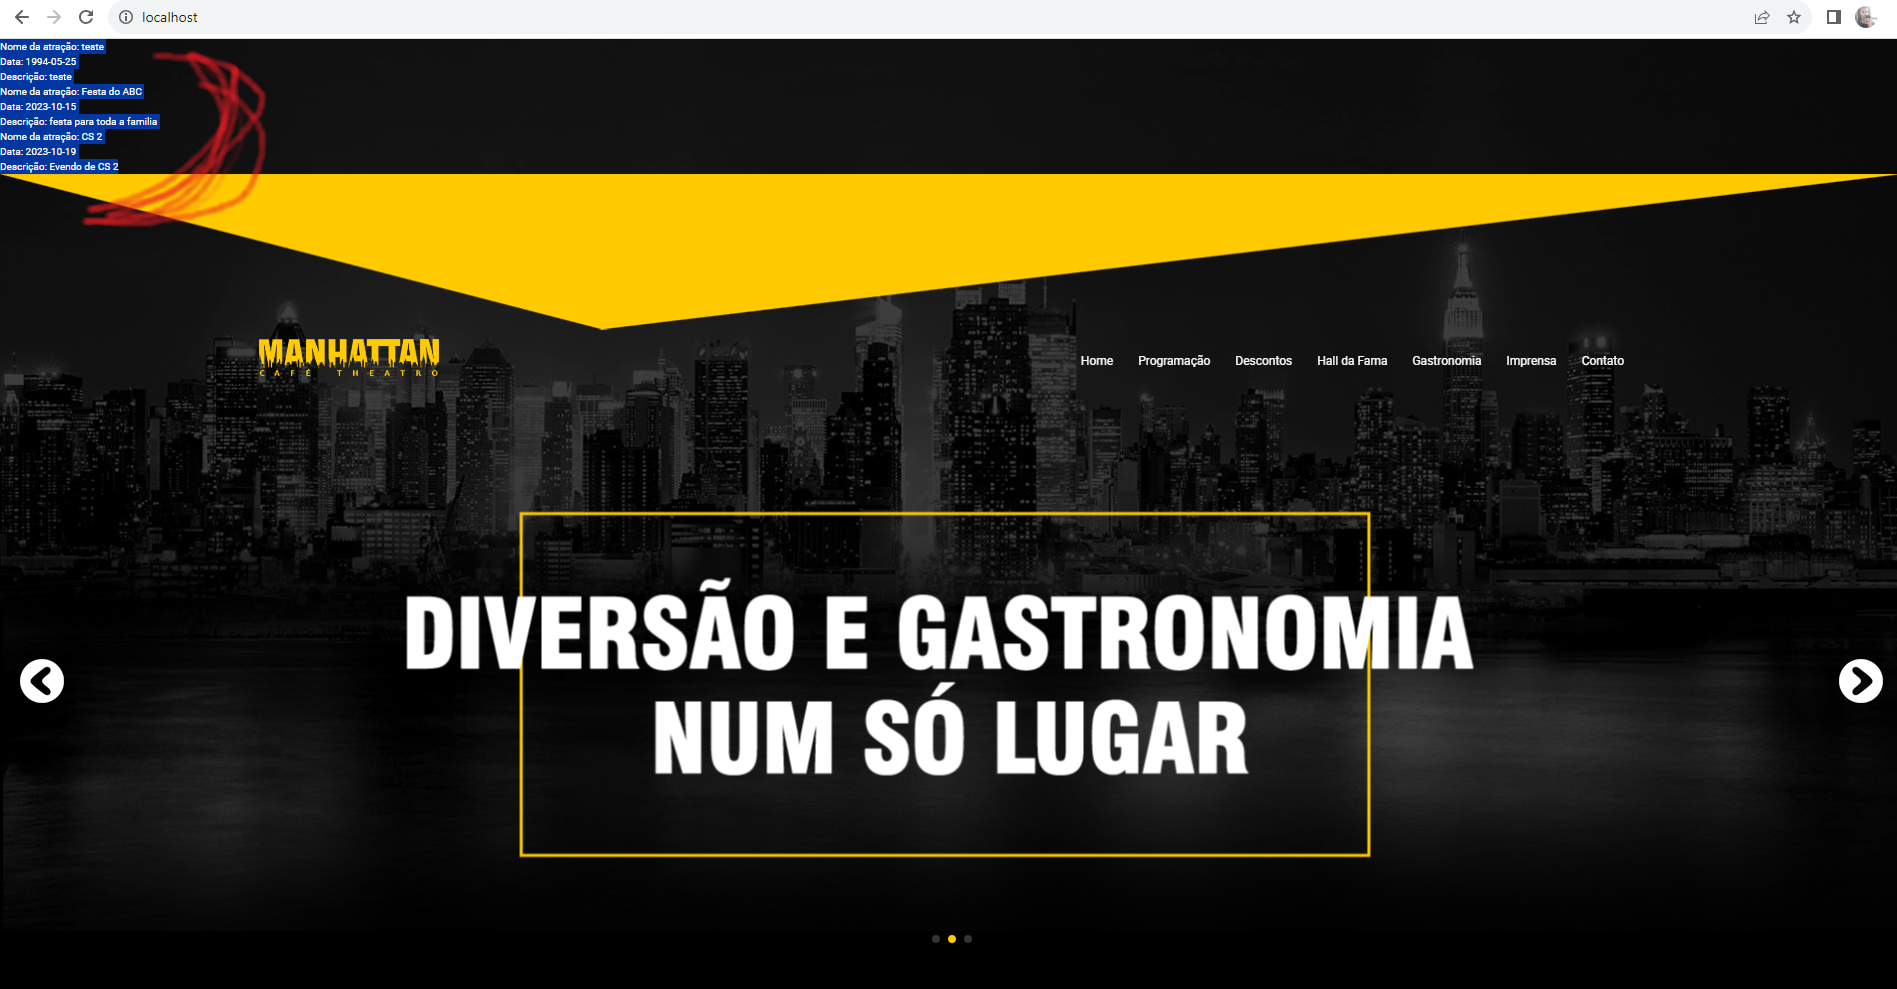 localhost
Nome da atração: teste
Data: 1994-05-25
Descrição: teste
Nome da atração: Festa do ABC
Data: 2023-10-15
Descrição: festa para toda a familia
Nome da atração: CS 2
Data: 2023-10-19
Descrição: Evendo de CS 2
MANHATTAN
CAFÉ THEATRO
Home Programação Descontos Hall da Fama Gastronomia Imprensa Contato
DIVERSÃO E GASTRONOMIA
NUM SÓ LUGAR